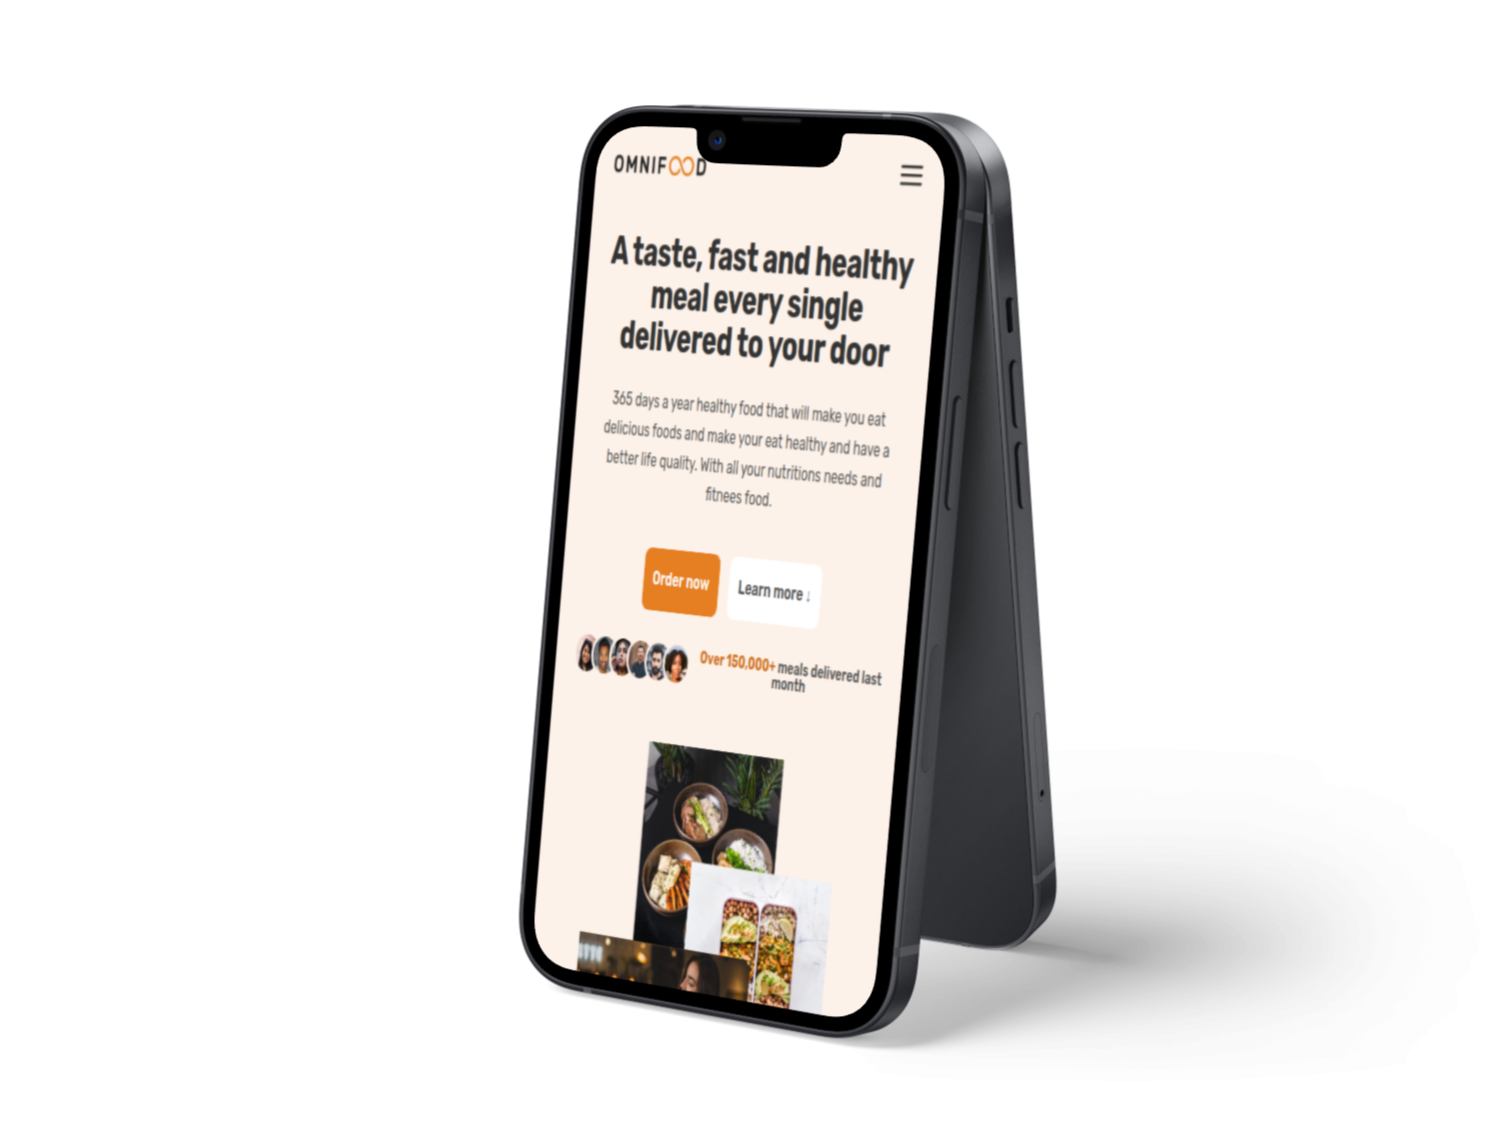 OMNIFOOD
A taste, fast and healthy
meal every single
delivered to your door
365 days a year healthy food that will make you eat
delicious foods and make your eat healthy and have a
better life quality. With all your nutritions needs and
fitnees food.
Order now
Learn more ↓
Over 150,000+ meals delivered last
month